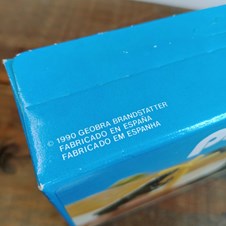 © 1990 GEOBRA BRANDSTATTER
FABRICADO EN ESPAÑA
FABRICADO EM ESPANHA